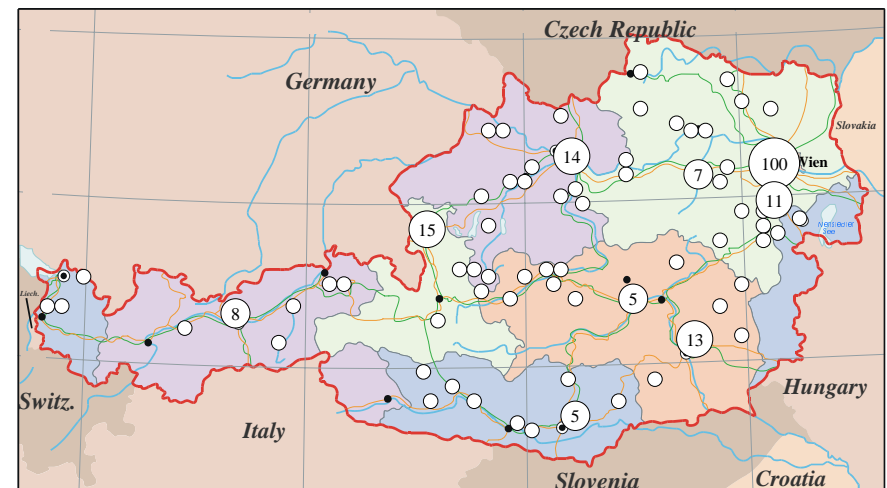 Czech Republic
Germany
Slovakia
14
100
Wien
7
11
15
Neusiedler
See
Liech.
8
5
13
Switz.
Hungary
Italy
5
Slovenia
Croatia